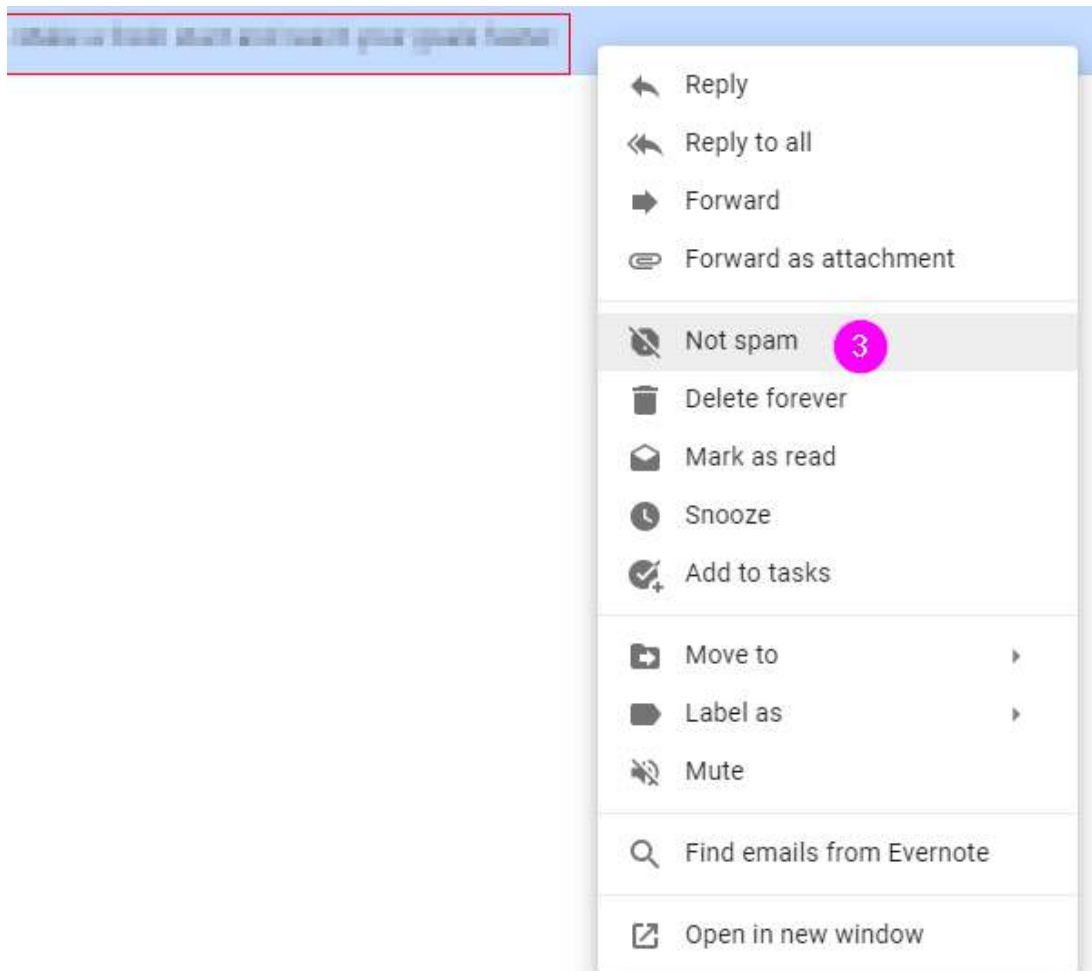 Reply
Reply to all
Forward
Forward as attachment
Not spam 3
Delete forever
Mark as read
Snooze
Add to tasks
Move to
Label as
Mute
Find emails from Evernote
Open in new window